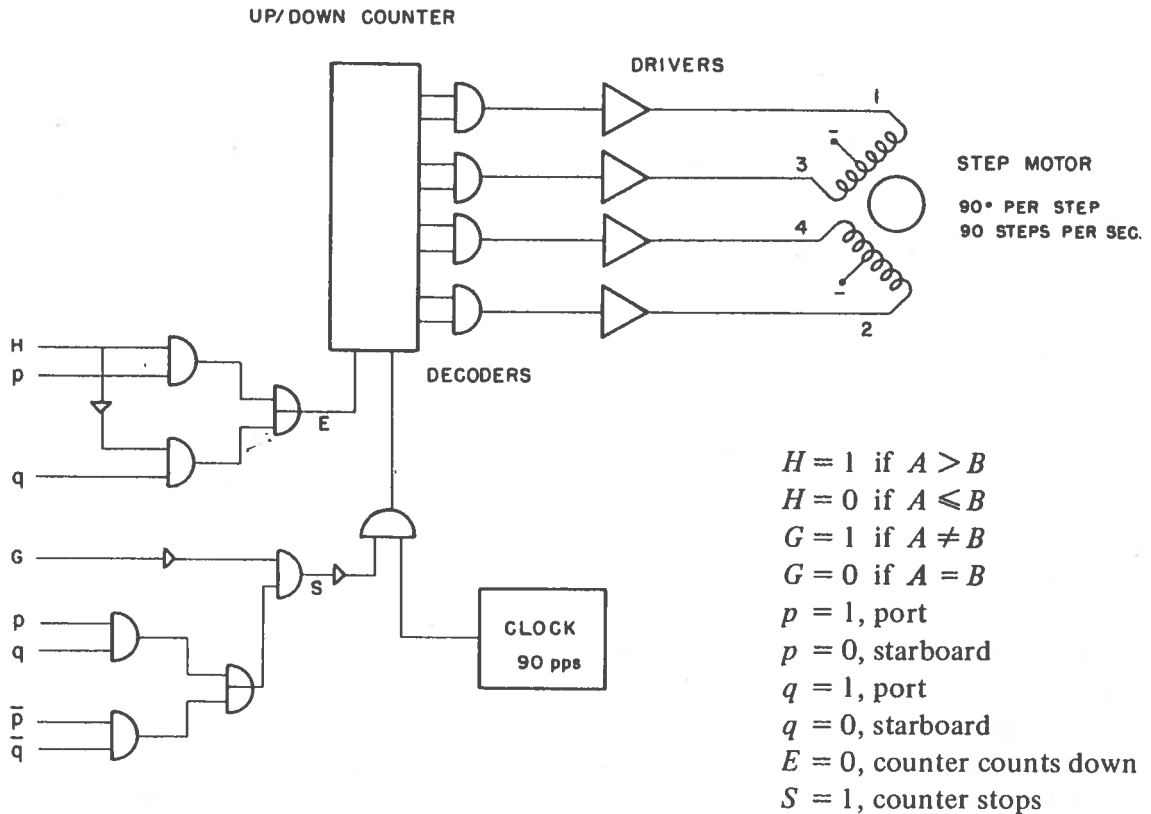 UP/DOWN COUNTER
DRIVERS
1
3
4
2
STEP MOTOR
90° PER STEP
90 STEPS PER SEC.
DECODERS
H
p
q
E
G
S
p
q
p̅
q̅
CLOCK
90 pps
H = 1 if A > B
H = 0 if A ⩽ B
G = 1 if A ≠ B
G = 0 if A = B
p = 1, port
p = 0, starboard
q = 1, port
q = 0, starboard
E = 0, counter counts down
S = 1, counter stops